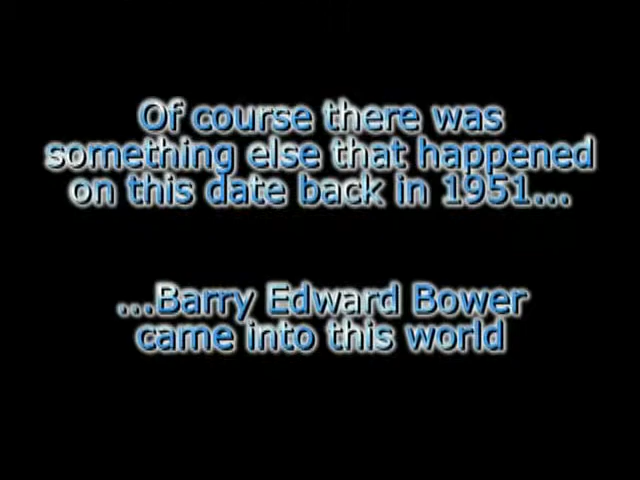 Of course there was
something else that happened
on this date back in 1951...
...Barry Edward Bower
came into this world